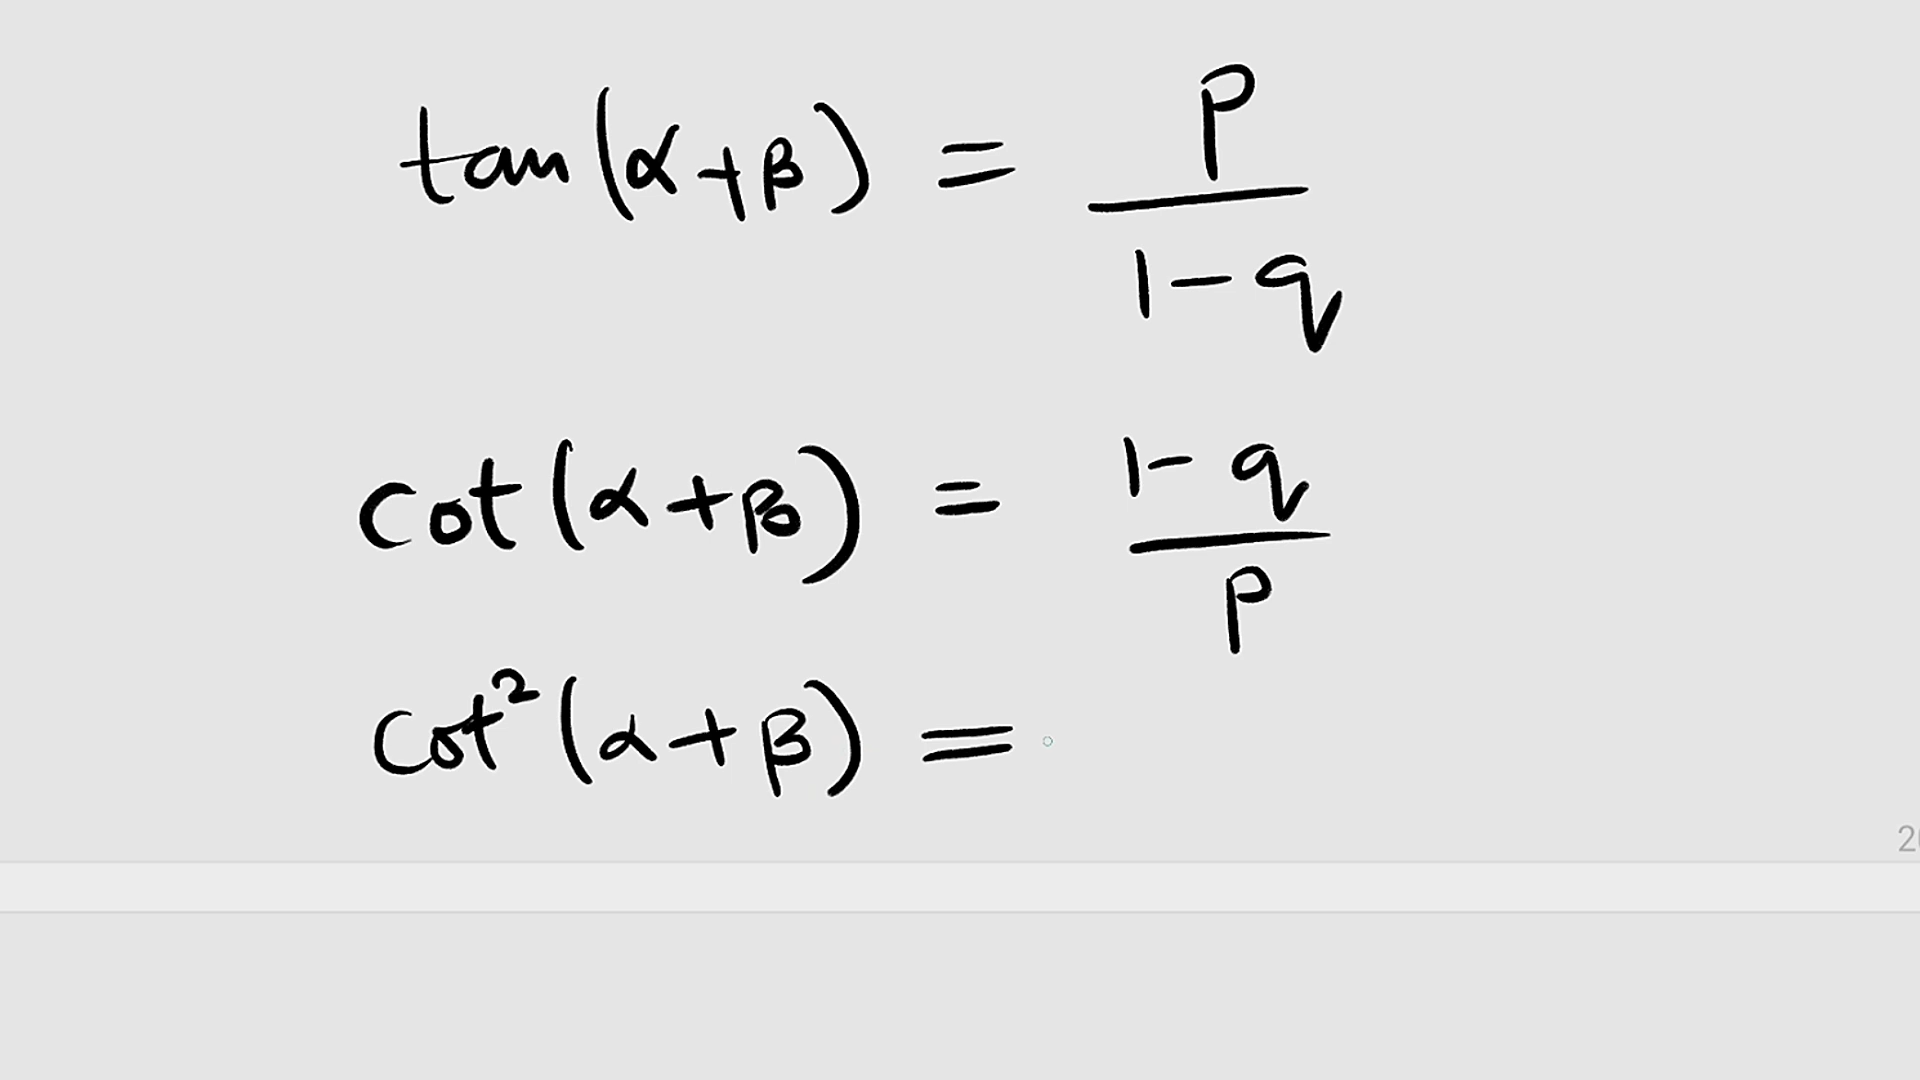 tan(α+β) = P / 1-q
cot(α+β) = 1-q / P
cot²(α+β) =